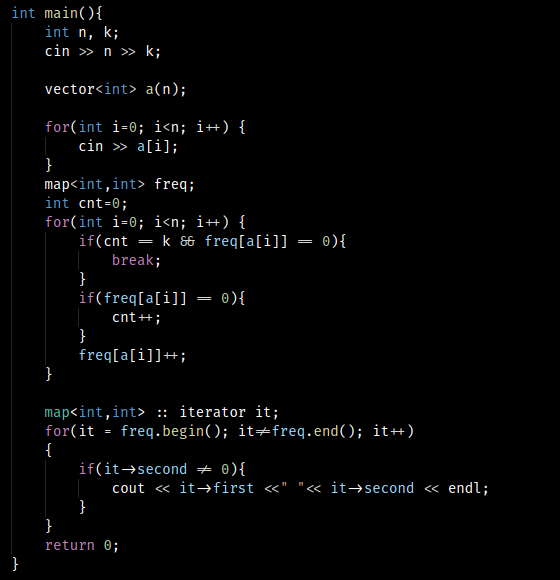 int main(){
    int n, k;
    cin >> n >> k;

    vector<int> a(n);

    for(int i=0; i<n; i++) {
        cin >> a[i];
    }
    map<int,int> freq;
    int cnt=0;
    for(int i=0; i<n; i++) {
        if(cnt == k && freq[a[i]] == 0){
            break;
        }
        if(freq[a[i]] == 0){
            cnt++;
        }
        freq[a[i]]++;
    }

    map<int,int> :: iterator it;
    for(it = freq.begin(); it!=freq.end(); it++)
    {
        if(it->second != 0){
            cout << it->first <<" "<< it->second << endl;
        }
    }
    return 0;
}